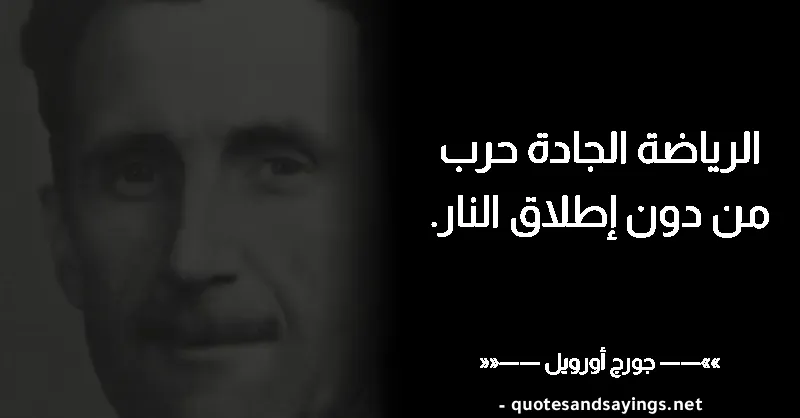 الرياضة الجادة حرب
من دون إطلاق النار.
»»—— جورج أورويل ——««
- quotesandsayings.net